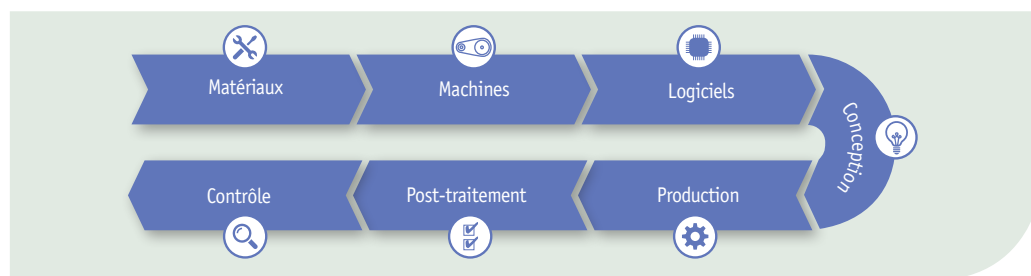 Matériaux
Machines
Logiciels
Conception
Production
Post-traitement
Contrôle